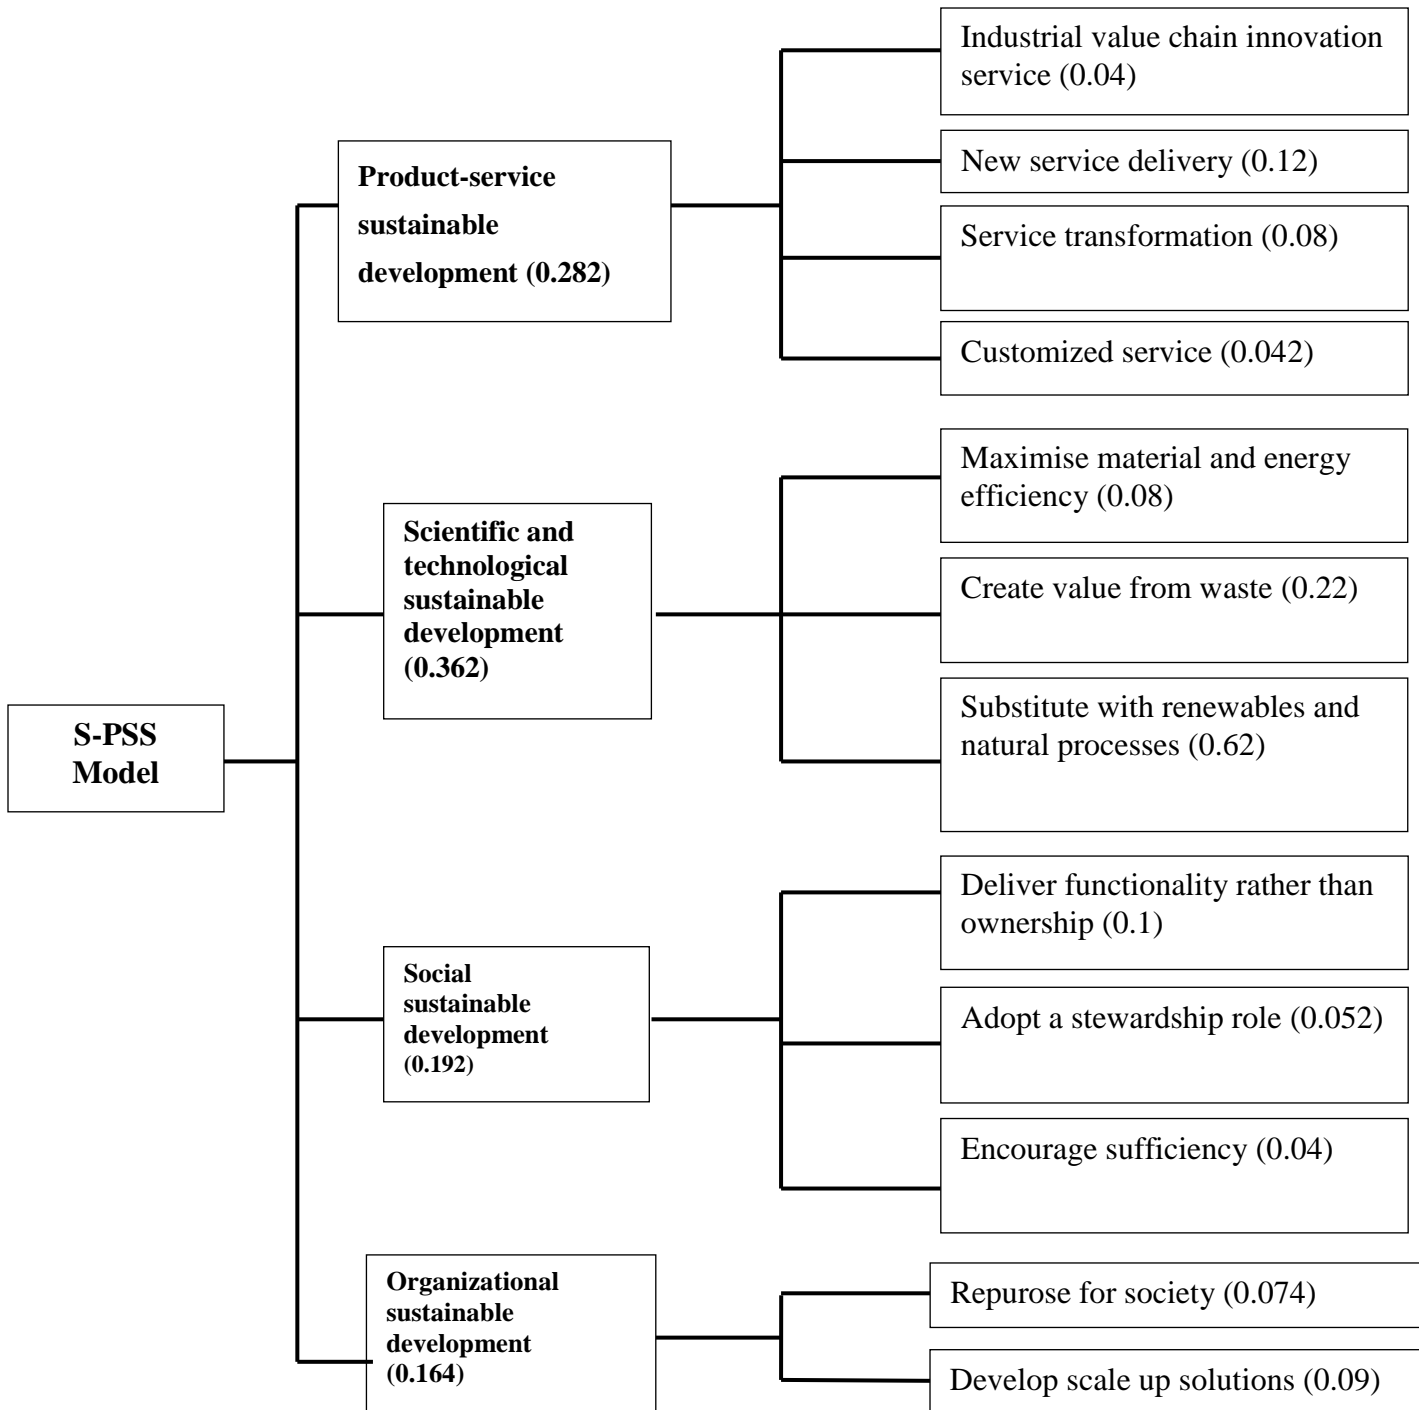 S-PSS
Model
Product-service
sustainable
development (0.282)
Industrial value chain innovation
service (0.04)
New service delivery (0.12)
Service transformation (0.08)
Customized service (0.042)
Scientific and
technological
sustainable
development
(0.362)
Maximise material and energy
efficiency (0.08)
Create value from waste (0.22)
Substitute with renewables and
natural processes (0.62)
Social
sustainable
development
(0.192)
Deliver functionality rather than
ownership (0.1)
Adopt a stewardship role (0.052)
Encourage sufficiency (0.04)
Organizational
sustainable
development
(0.164)
Repurose for society (0.074)
Develop scale up solutions (0.09)